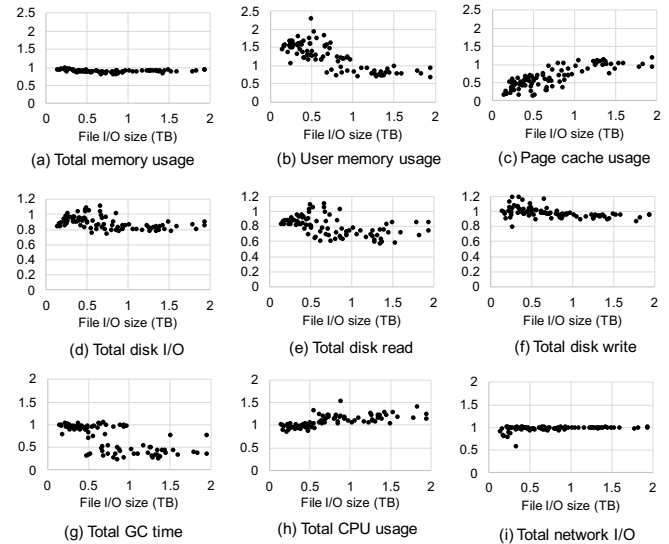 2.5
2
1.5
1
0.5
0
0 0.5 1 1.5 2
File I/O size (TB)
(a) Total memory usage
2.5
2
1.5
1
0.5
0
0 0.5 1 1.5 2
File I/O size (TB)
(b) User memory usage
2.5
2
1.5
1
0.5
0
0 0.5 1 1.5 2
File I/O size (TB)
(c) Page cache usage
1.2
1
0.8
0.6
0.4
0.2
0
0 0.5 1 1.5 2
File I/O size (TB)
(d) Total disk I/O
1.2
1
0.8
0.6
0.4
0.2
0
0 0.5 1 1.5 2
File I/O size (TB)
(e) Total disk read
1.2
1
0.8
0.6
0.4
0.2
0
0 0.5 1 1.5 2
File I/O size (TB)
(f) Total disk write
2
1.5
1
0.5
0
0 0.5 1 1.5 2
File I/O size (TB)
(g) Total GC time
2
1.5
1
0.5
0
0 0.5 1 1.5 2
File I/O size (TB)
(h) Total CPU usage
2
1.5
1
0.5
0
0 0.5 1 1.5 2
File I/O size (TB)
(i) Total network I/O